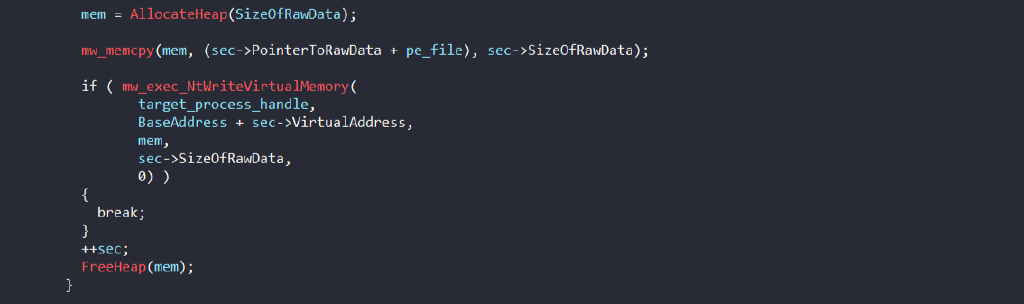 mem = AllocateHeap(SizeOfRawData);
mw_memcpy(mem, (sec->PointerToRawData + pe_file), sec->SizeOfRawData);
if ( mw_exec_NtWriteVirtualMemory(
target_process_handle,
BaseAddress + sec->VirtualAddress,
mem,
sec->SizeOfRawData,
0) )
{
break;
}
++sec;
FreeHeap(mem);
}